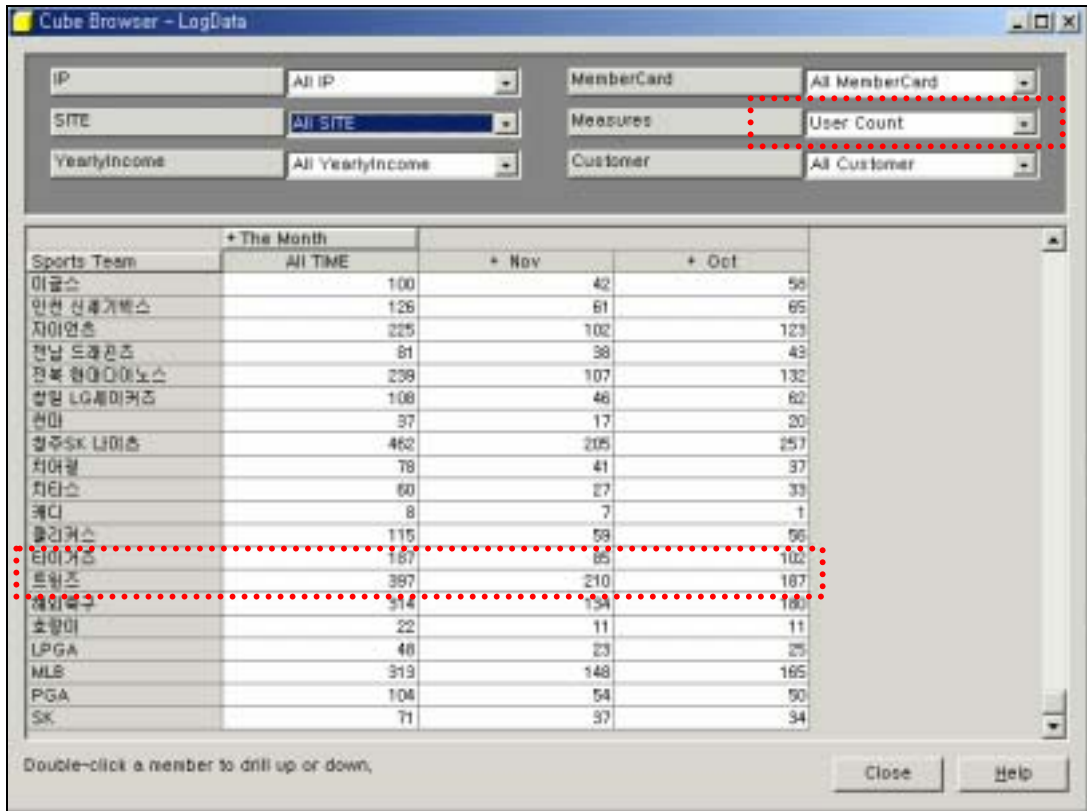 Cube Browser - LogData
IP All IP MemberCard All MemberCard
SITE All SITE Measures User Count
YearlyIncome All YearlyIncome Customer All Customer
+ The Month
Sports Team All TIME + Nov + Oct
이글스 100 42 58
인천 신세기빅스 126 61 65
자이언츠 225 102 123
전남 드래곤즈 81 38 43
전북 현대다이노스 239 107 132
창원 LG세이커즈 108 46 62
천마 37 17 20
청주SK 나이츠 462 205 257
치어걸 78 41 37
치타스 60 27 33
캐디 8 7 1
클리커스 115 59 56
타이거즈 187 85 102
트윈즈 397 210 187
해외축구 314 134 180
호랑이 22 11 11
LPGA 48 23 25
MLB 313 148 165
PGA 104 54 50
SK 71 37 34
Double-click a member to drill up or down,
Close Help